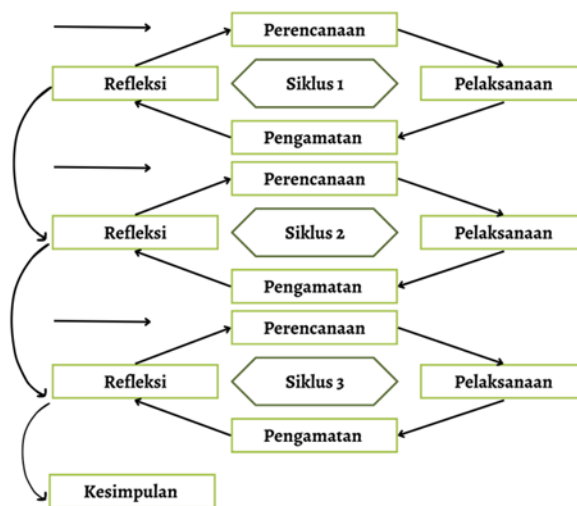 Perencanaan
Refleksi
Siklus 1
Pelaksanaan
Pengamatan
Perencanaan
Refleksi
Siklus 2
Pelaksanaan
Pengamatan
Perencanaan
Refleksi
Siklus 3
Pelaksanaan
Pengamatan
Kesimpulan